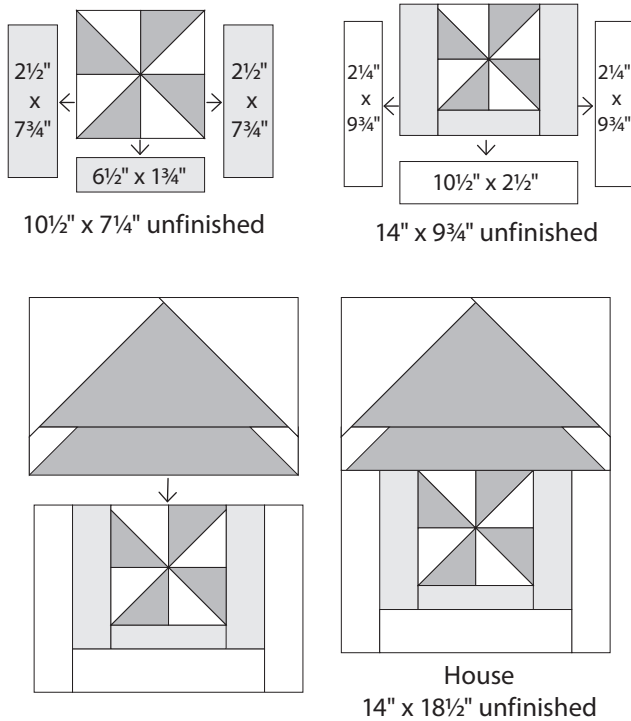 2½"
x
7¾"
2½"
x
7¾"
6½" x 1¾"
10½" x 7¼" unfinished
2¼"
x
9¾"
2¼"
x
9¾"
10½" x 2½"
14" x 9¾" unfinished
House
14" x 18½" unfinished